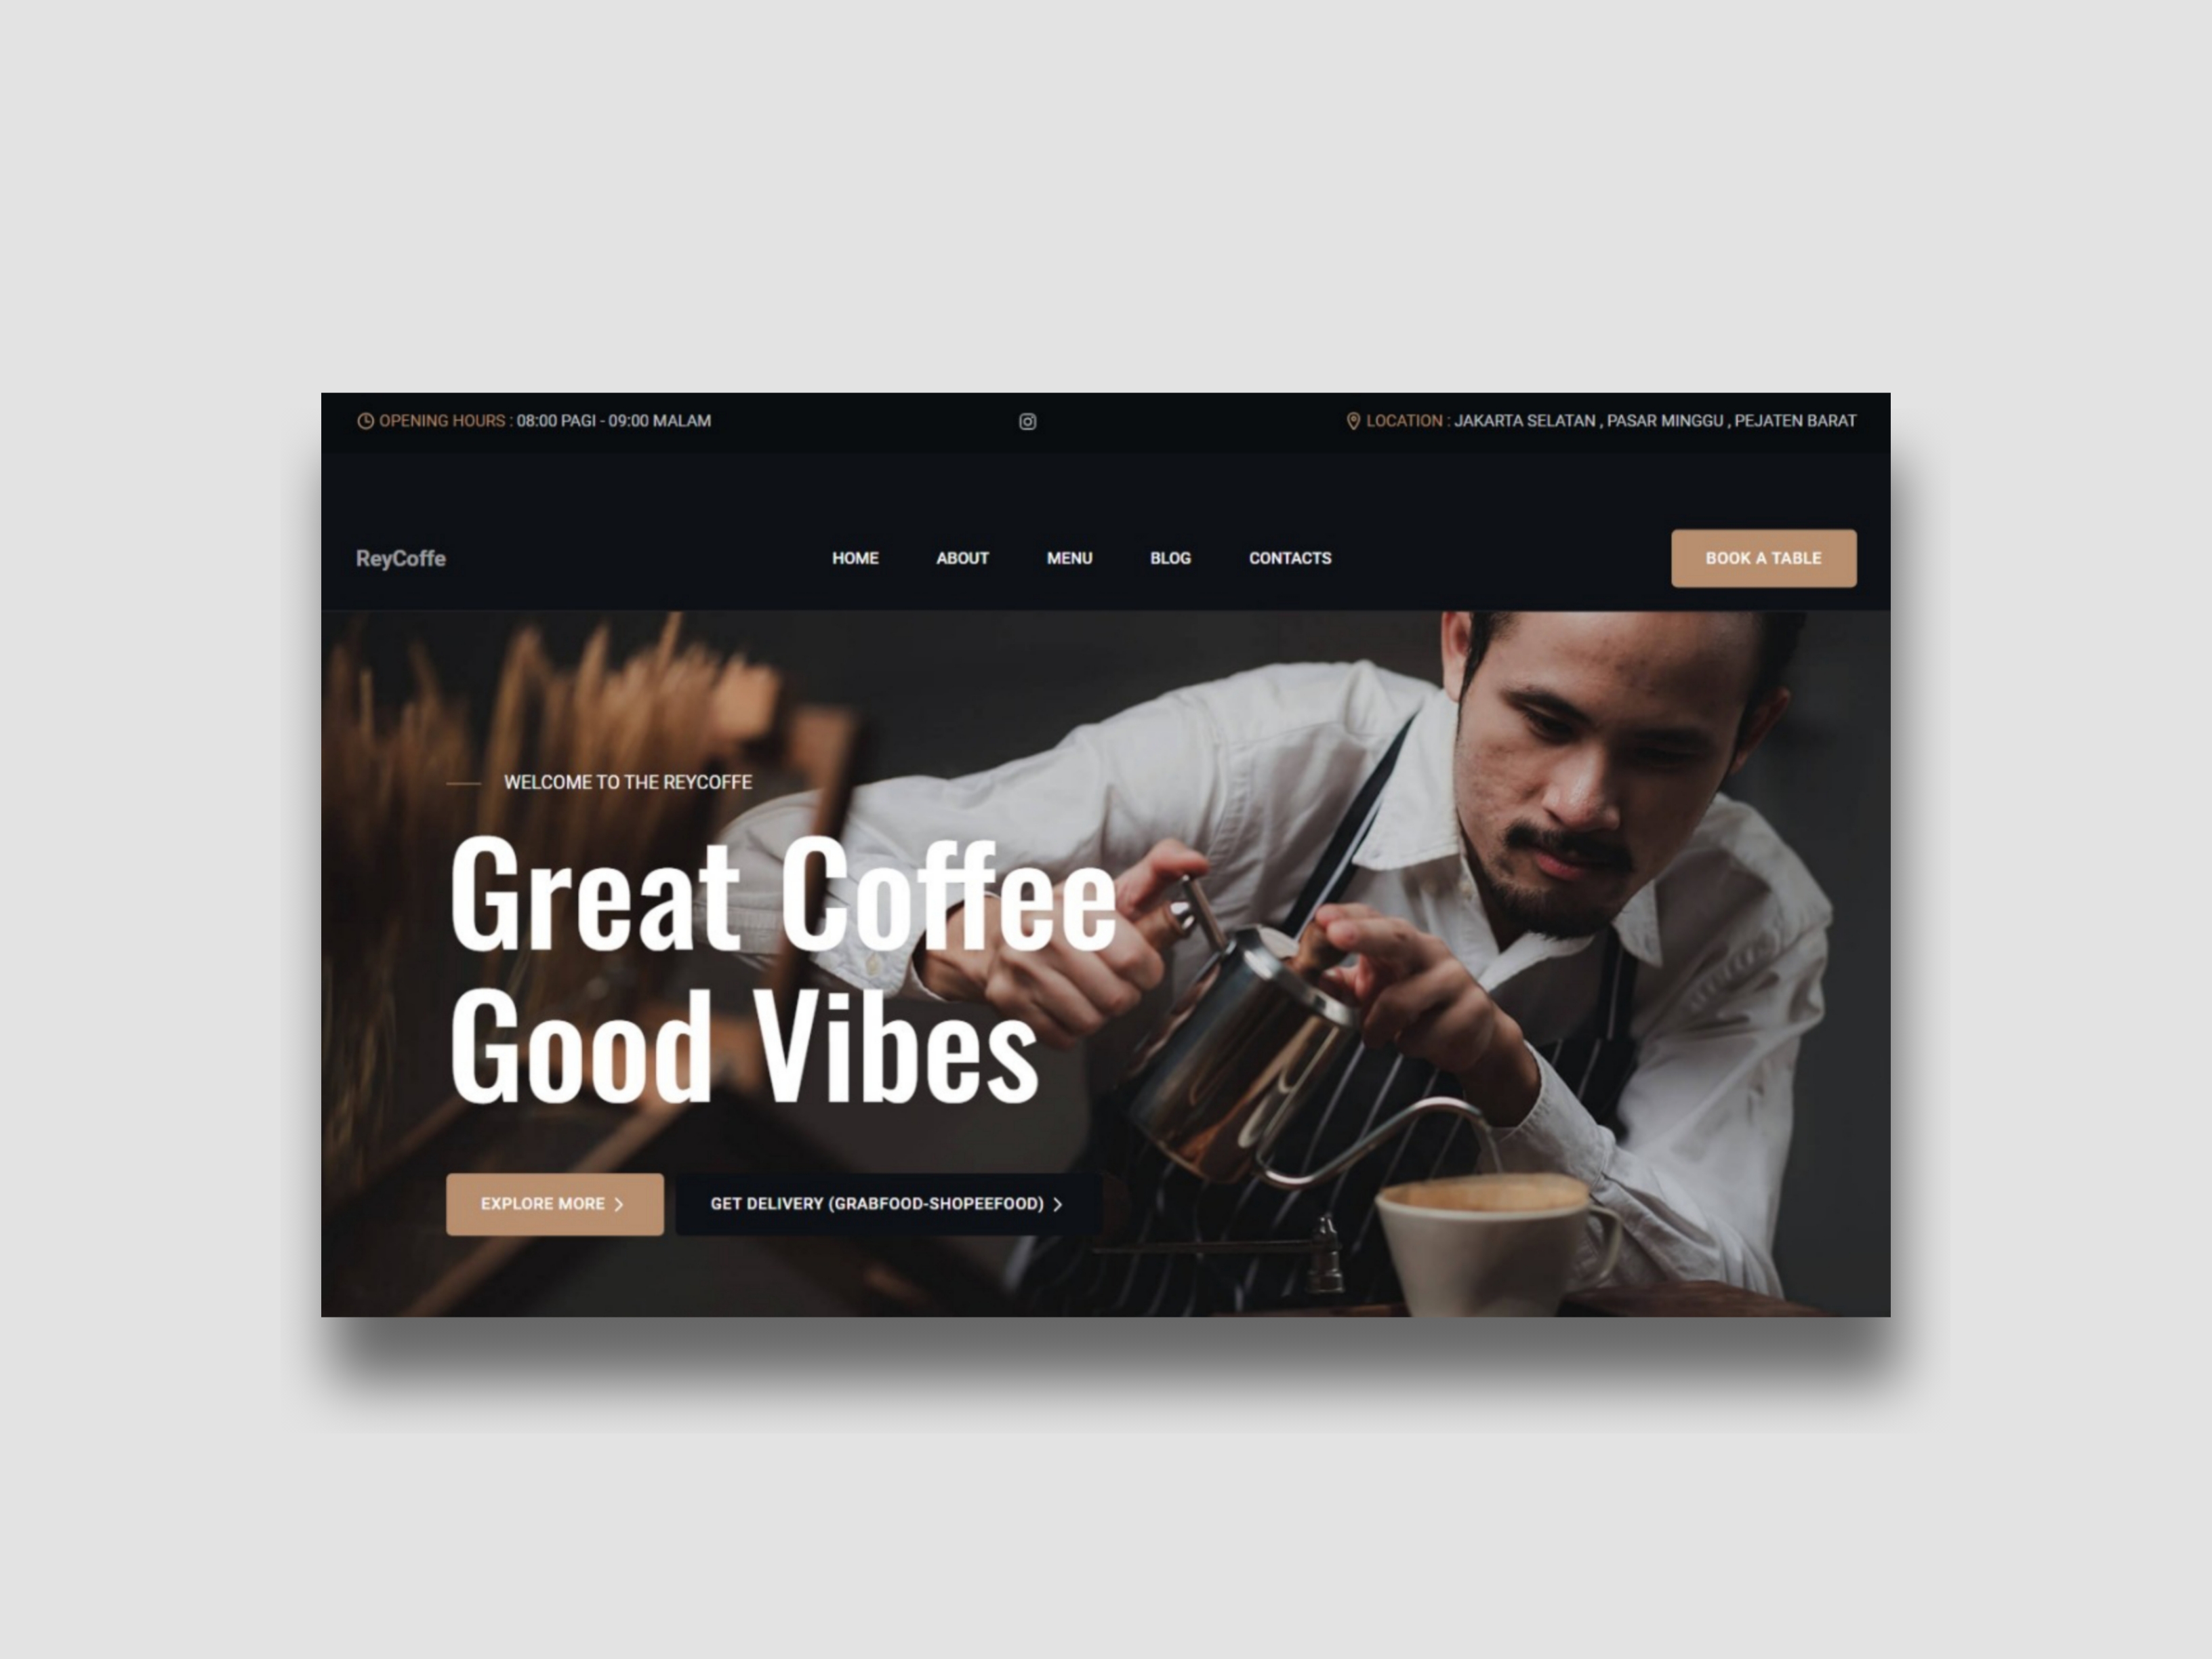 OPENING HOURS : 08:00 PAGI - 09:00 MALAM
LOCATION : JAKARTA SELATAN , PASAR MINGGU , PEJATEN BARAT
ReyCoffe
HOME
ABOUT
MENU
BLOG
CONTACTS
BOOK A TABLE
WELCOME TO THE REYCOFFE
Great Coffee
Good Vibes
EXPLORE MORE
GET DELIVERY (GRABFOOD-SHOPEEFOOD)